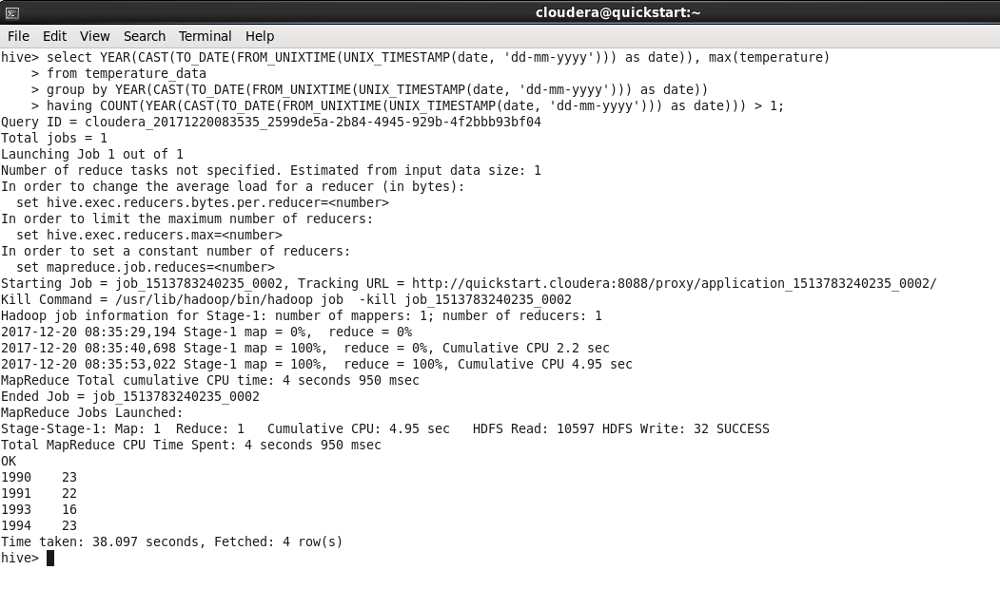 cloudera@quickstart:~
File Edit View Search Terminal Help
hive> select YEAR(CAST(TO_DATE(FROM_UNIXTIME(UNIX_TIMESTAMP(date, 'dd-mm-yyyy'))) as date)), max(temperature)
    > from temperature_data
    > group by YEAR(CAST(TO_DATE(FROM_UNIXTIME(UNIX_TIMESTAMP(date, 'dd-mm-yyyy'))) as date))
    > having COUNT(YEAR(CAST(TO_DATE(FROM_UNIXTIME(UNIX_TIMESTAMP(date, 'dd-mm-yyyy'))) as date))) > 1;
Query ID = cloudera_20171220083535_2599de5a-2b84-4945-929b-4f2bbb93bf04
Total jobs = 1
Launching Job 1 out of 1
Number of reduce tasks not specified. Estimated from input data size: 1
In order to change the average load for a reducer (in bytes):
  set hive.exec.reducers.bytes.per.reducer=<number>
In order to limit the maximum number of reducers:
  set hive.exec.reducers.max=<number>
In order to set a constant number of reducers:
  set mapreduce.job.reduces=<number>
Starting Job = job_1513783240235_0002, Tracking URL = http://quickstart.cloudera:8088/proxy/application_1513783240235_0002/
Kill Command = /usr/lib/hadoop/bin/hadoop job  -kill job_1513783240235_0002
Hadoop job information for Stage-1: number of mappers: 1; number of reducers: 1
2017-12-20 08:35:29,194 Stage-1 map = 0%,  reduce = 0%
2017-12-20 08:35:40,698 Stage-1 map = 100%,  reduce = 0%, Cumulative CPU 2.2 sec
2017-12-20 08:35:53,022 Stage-1 map = 100%,  reduce = 100%, Cumulative CPU 4.95 sec
MapReduce Total cumulative CPU time: 4 seconds 950 msec
Ended Job = job_1513783240235_0002
MapReduce Jobs Launched:
Stage-Stage-1: Map: 1  Reduce: 1   Cumulative CPU: 4.95 sec   HDFS Read: 10597 HDFS Write: 32 SUCCESS
Total MapReduce CPU Time Spent: 4 seconds 950 msec
OK
1990    23
1991    22
1993    16
1994    23
Time taken: 38.097 seconds, Fetched: 4 row(s)
hive>